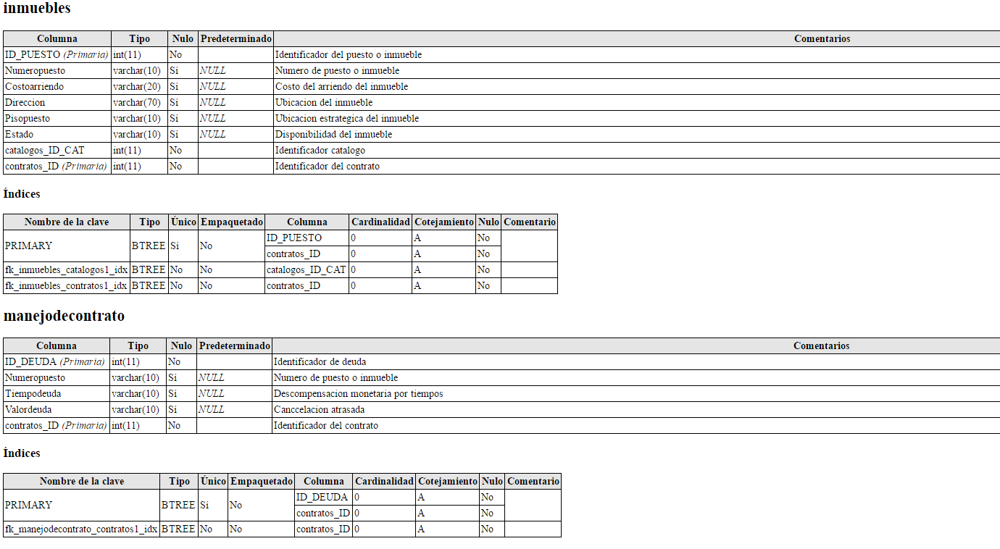 inmuebles
Columna Tipo Nulo Predeterminado Comentarios
ID_PUESTO (Primaria) int(11) No Identificador del puesto o inmueble
Numeropuesto varchar(10) Sí NULL Numero de puesto o inmueble
Costoarriendo varchar(20) Sí NULL Costo del arriendo del inmueble
Direccion varchar(70) Sí NULL Ubicacion del inmueble
Pisopuesto varchar(10) Sí NULL Ubicacion estrategica del inmueble
Estado varchar(10) Sí NULL Disponibilidad del inmueble
catalogos_ID_CAT int(11) No Identificador catalogo
contratos_ID (Primaria) int(11) No Identificador del contrato
Índices
Nombre de la clave Tipo Único Empaquetado Columna Cardinalidad Cotejamiento Nulo Comentario
PRIMARY BTREE Sí No ID_PUESTO 0 A No
contratos_ID 0 A No
fk_inmuebles_catalogos1_idx BTREE No No catalogos_ID_CAT 0 A No
fk_inmuebles_contratos1_idx BTREE No No contratos_ID 0 A No
manejodecontrato
Columna Tipo Nulo Predeterminado Comentarios
ID_DEUDA (Primaria) int(11) No Identificador de deuda
Numeropuesto varchar(10) Sí NULL Numero de puesto o inmueble
Tiempodeuda varchar(10) Sí NULL Descompensacion monetaria por tiempos
Valordeuda varchar(10) Sí NULL Canccelacion atrasada
contratos_ID (Primaria) int(11) No Identificador del contrato
Índices
Nombre de la clave Tipo Único Empaquetado Columna Cardinalidad Cotejamiento Nulo Comentario
PRIMARY BTREE Sí No ID_DEUDA 0 A No
contratos_ID 0 A No
fk_manejodecontrato_contratos1_idx BTREE No No contratos_ID 0 A No